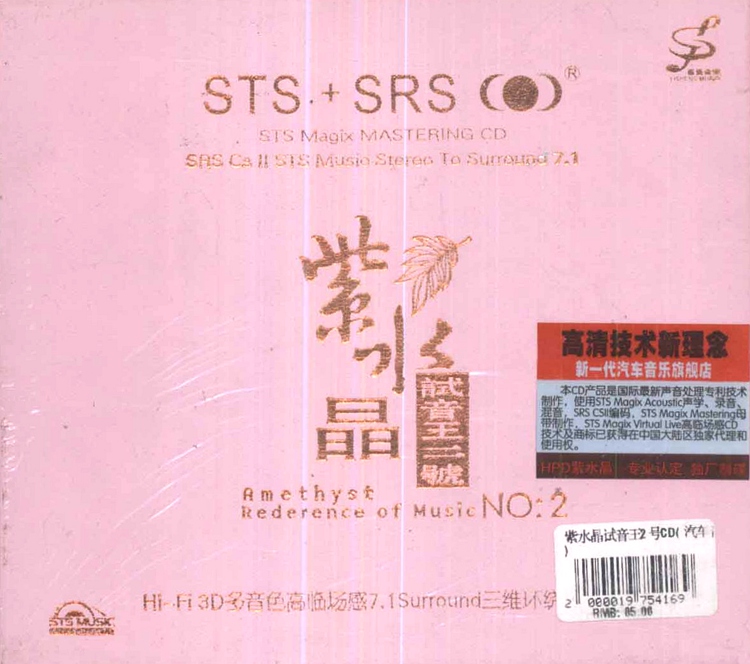 STS + SRS (●) ®
STS Magix MASTERING CD
SRS Cs II STS Music Stereo To Surround 7.1
紫水晶
試音王二號
Amethyst
Rederence of Music NO: 2
高清技术新理念
新一代汽车音乐旗舰店
本CD产品是国际最新声音处理专利技术
制作，使用STS Magix Acoustic声学、录音、
混音，SRS CSII编码，STS Magix Mastering母
带制作，STS Magix Virtual Live高临场感CD
技术及商标已获得在中国大陆区独家代理和
使用权。
HPD紫水晶 专业认定 独厂制碟
紫水晶试音王2 号CD( 汽车
)
2 000019 754169
RMB: 85.00
Hi-Fi 3D多音色高临场感7.1Surround三维环绕
STS MUSIC